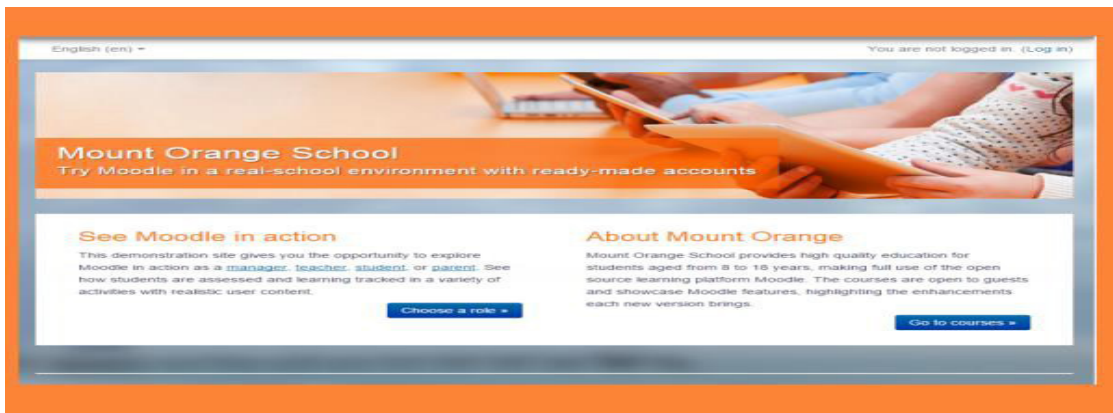 English (en)
You are not logged in. (Log in)
Mount Orange School
Try Moodle in a real-school environment with ready-made accounts
See Moodle in action
This demonstration site gives you the opportunity to explore
Moodle in action as a manager, teacher, student, or parent. See
how students are assessed and learning tracked in a variety of
activities with realistic user content.
Choose a role »
About Mount Orange
Mount Orange School provides high quality education for
students aged from 8 to 18 years, making full use of the open
source learning platform Moodle. The courses are open to guests
and showcase Moodle features, highlighting the enhancements
each new version brings.
Go to courses »